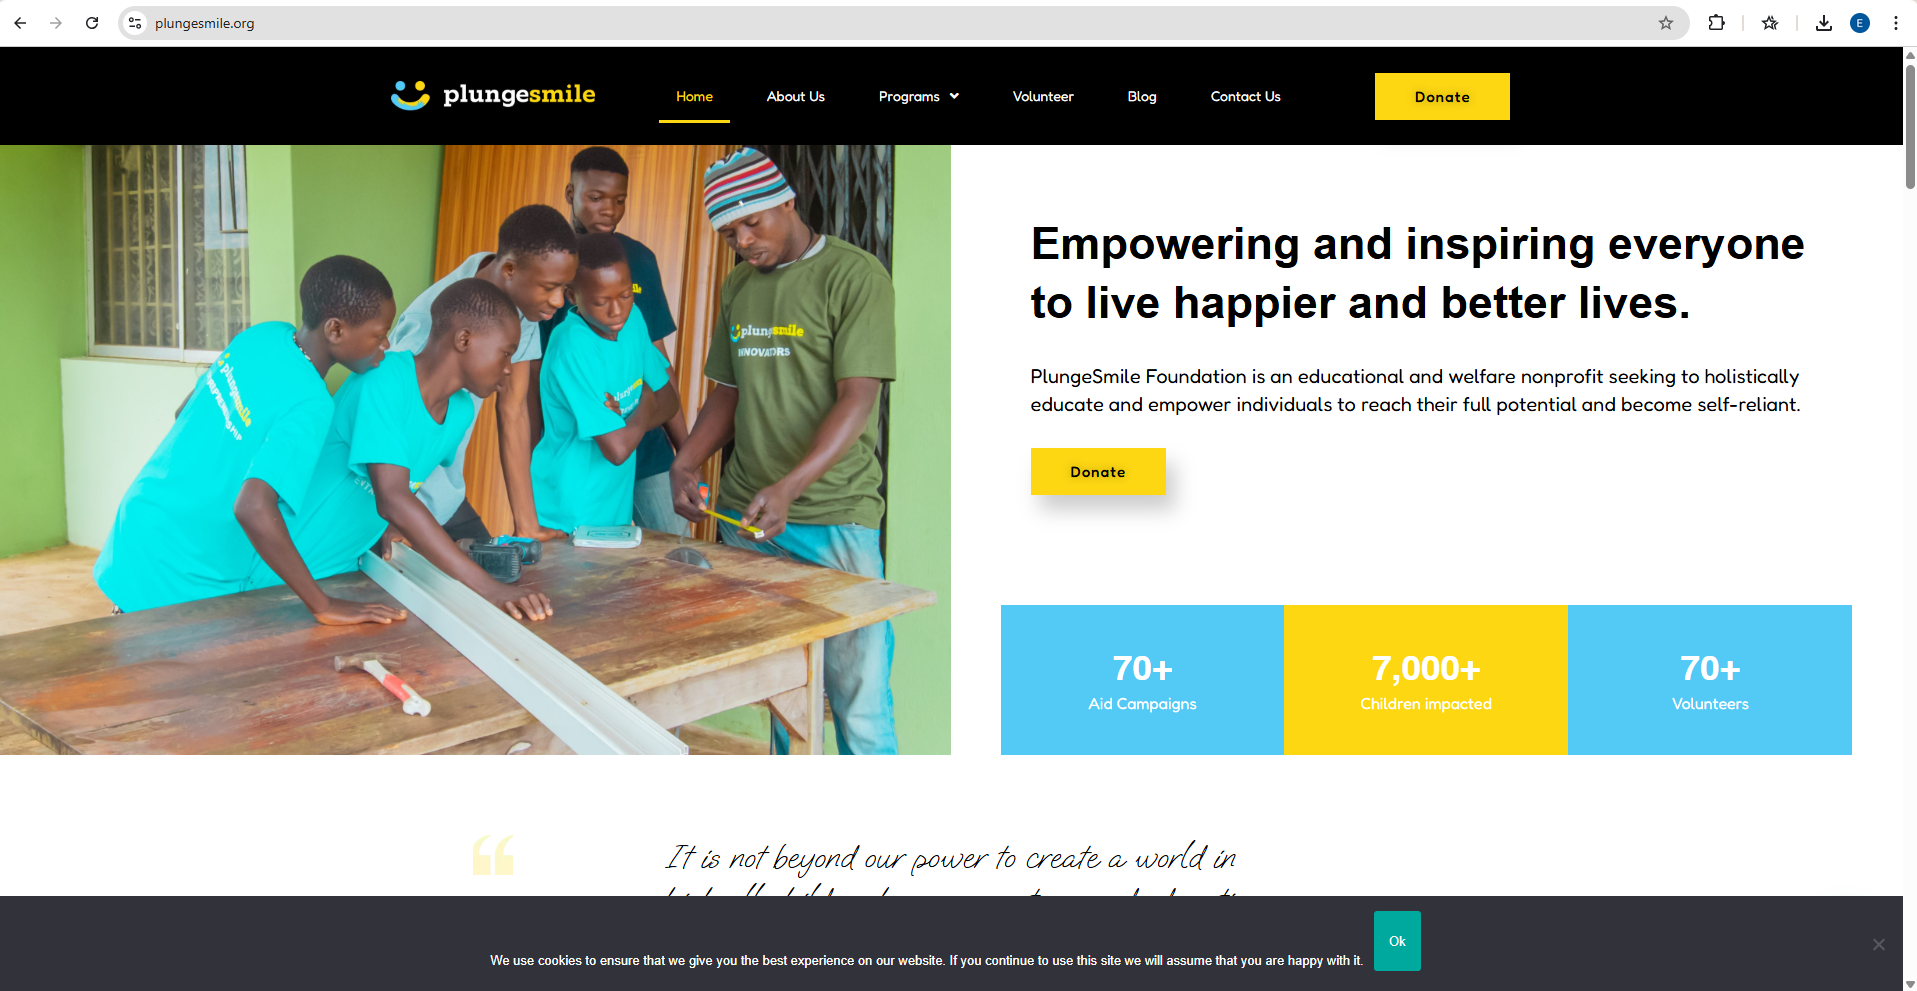 plungesmile.org
E
plungesmile
Home
About Us
Programs
Volunteer
Blog
Contact Us
Donate
plungesmile
INNOVATORS
plungesmile
Empowering and inspiring everyone
to live happier and better lives.
PlungeSmile Foundation is an educational and welfare nonprofit seeking to holistically
educate and empower individuals to reach their full potential and become self-reliant.
Donate
70+
Aid Campaigns
7,000+
Children impacted
70+
Volunteers
“
It is not beyond our power to create a world in
We use cookies to ensure that we give you the best experience on our website. If you continue to use this site we will assume that you are happy with it.
Ok